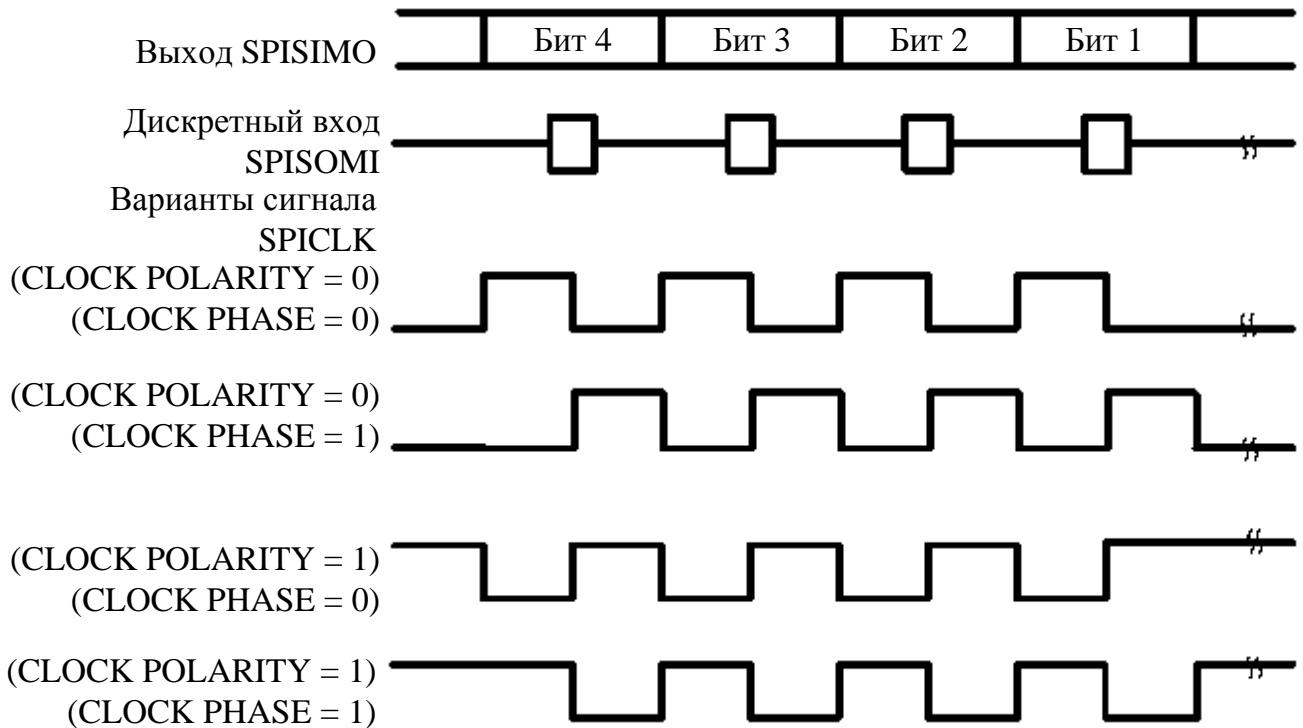 Бит 4 Бит 3 Бит 2 Бит 1
Выход SPISIMO
Дискретный вход
SPISOMI
Варианты сигнала
SPICLK
(CLOCK POLARITY = 0)
(CLOCK PHASE = 0)
(CLOCK POLARITY = 0)
(CLOCK PHASE = 1)
(CLOCK POLARITY = 1)
(CLOCK PHASE = 0)
(CLOCK POLARITY = 1)
(CLOCK PHASE = 1)